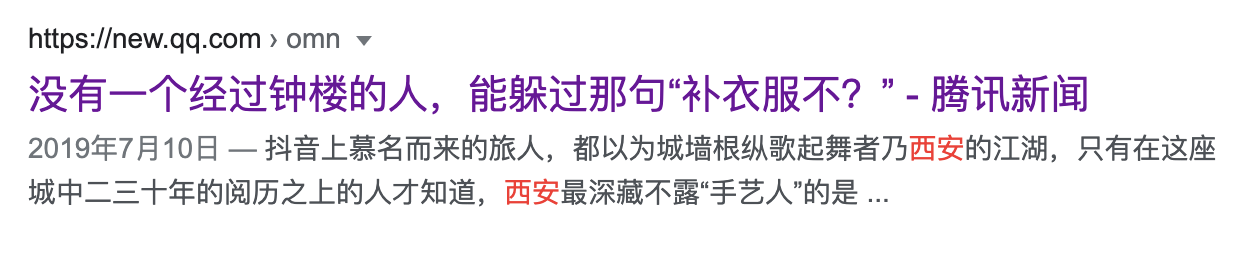 https://new.qq.com › omn
没有一个经过钟楼的人，能躲过那句“补衣服不？” - 腾讯新闻
2019年7月10日 — 抖音上慕名而来的旅人，都以为城墙根纵歌起舞者乃西安的江湖，只有在这座
城中二三十年的阅历之上的人才知道，西安最深藏不露“手艺人”的是 ...